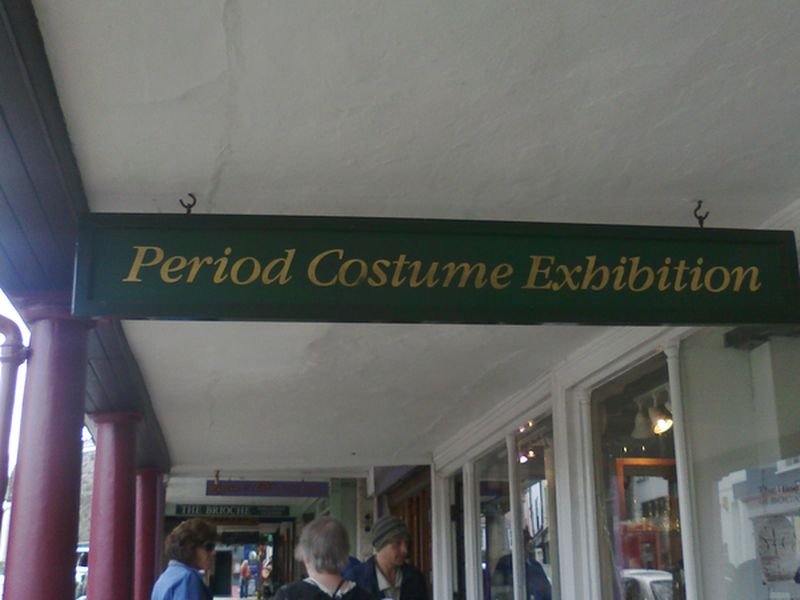 Period Costume Exhibition
THE BRIOCHE